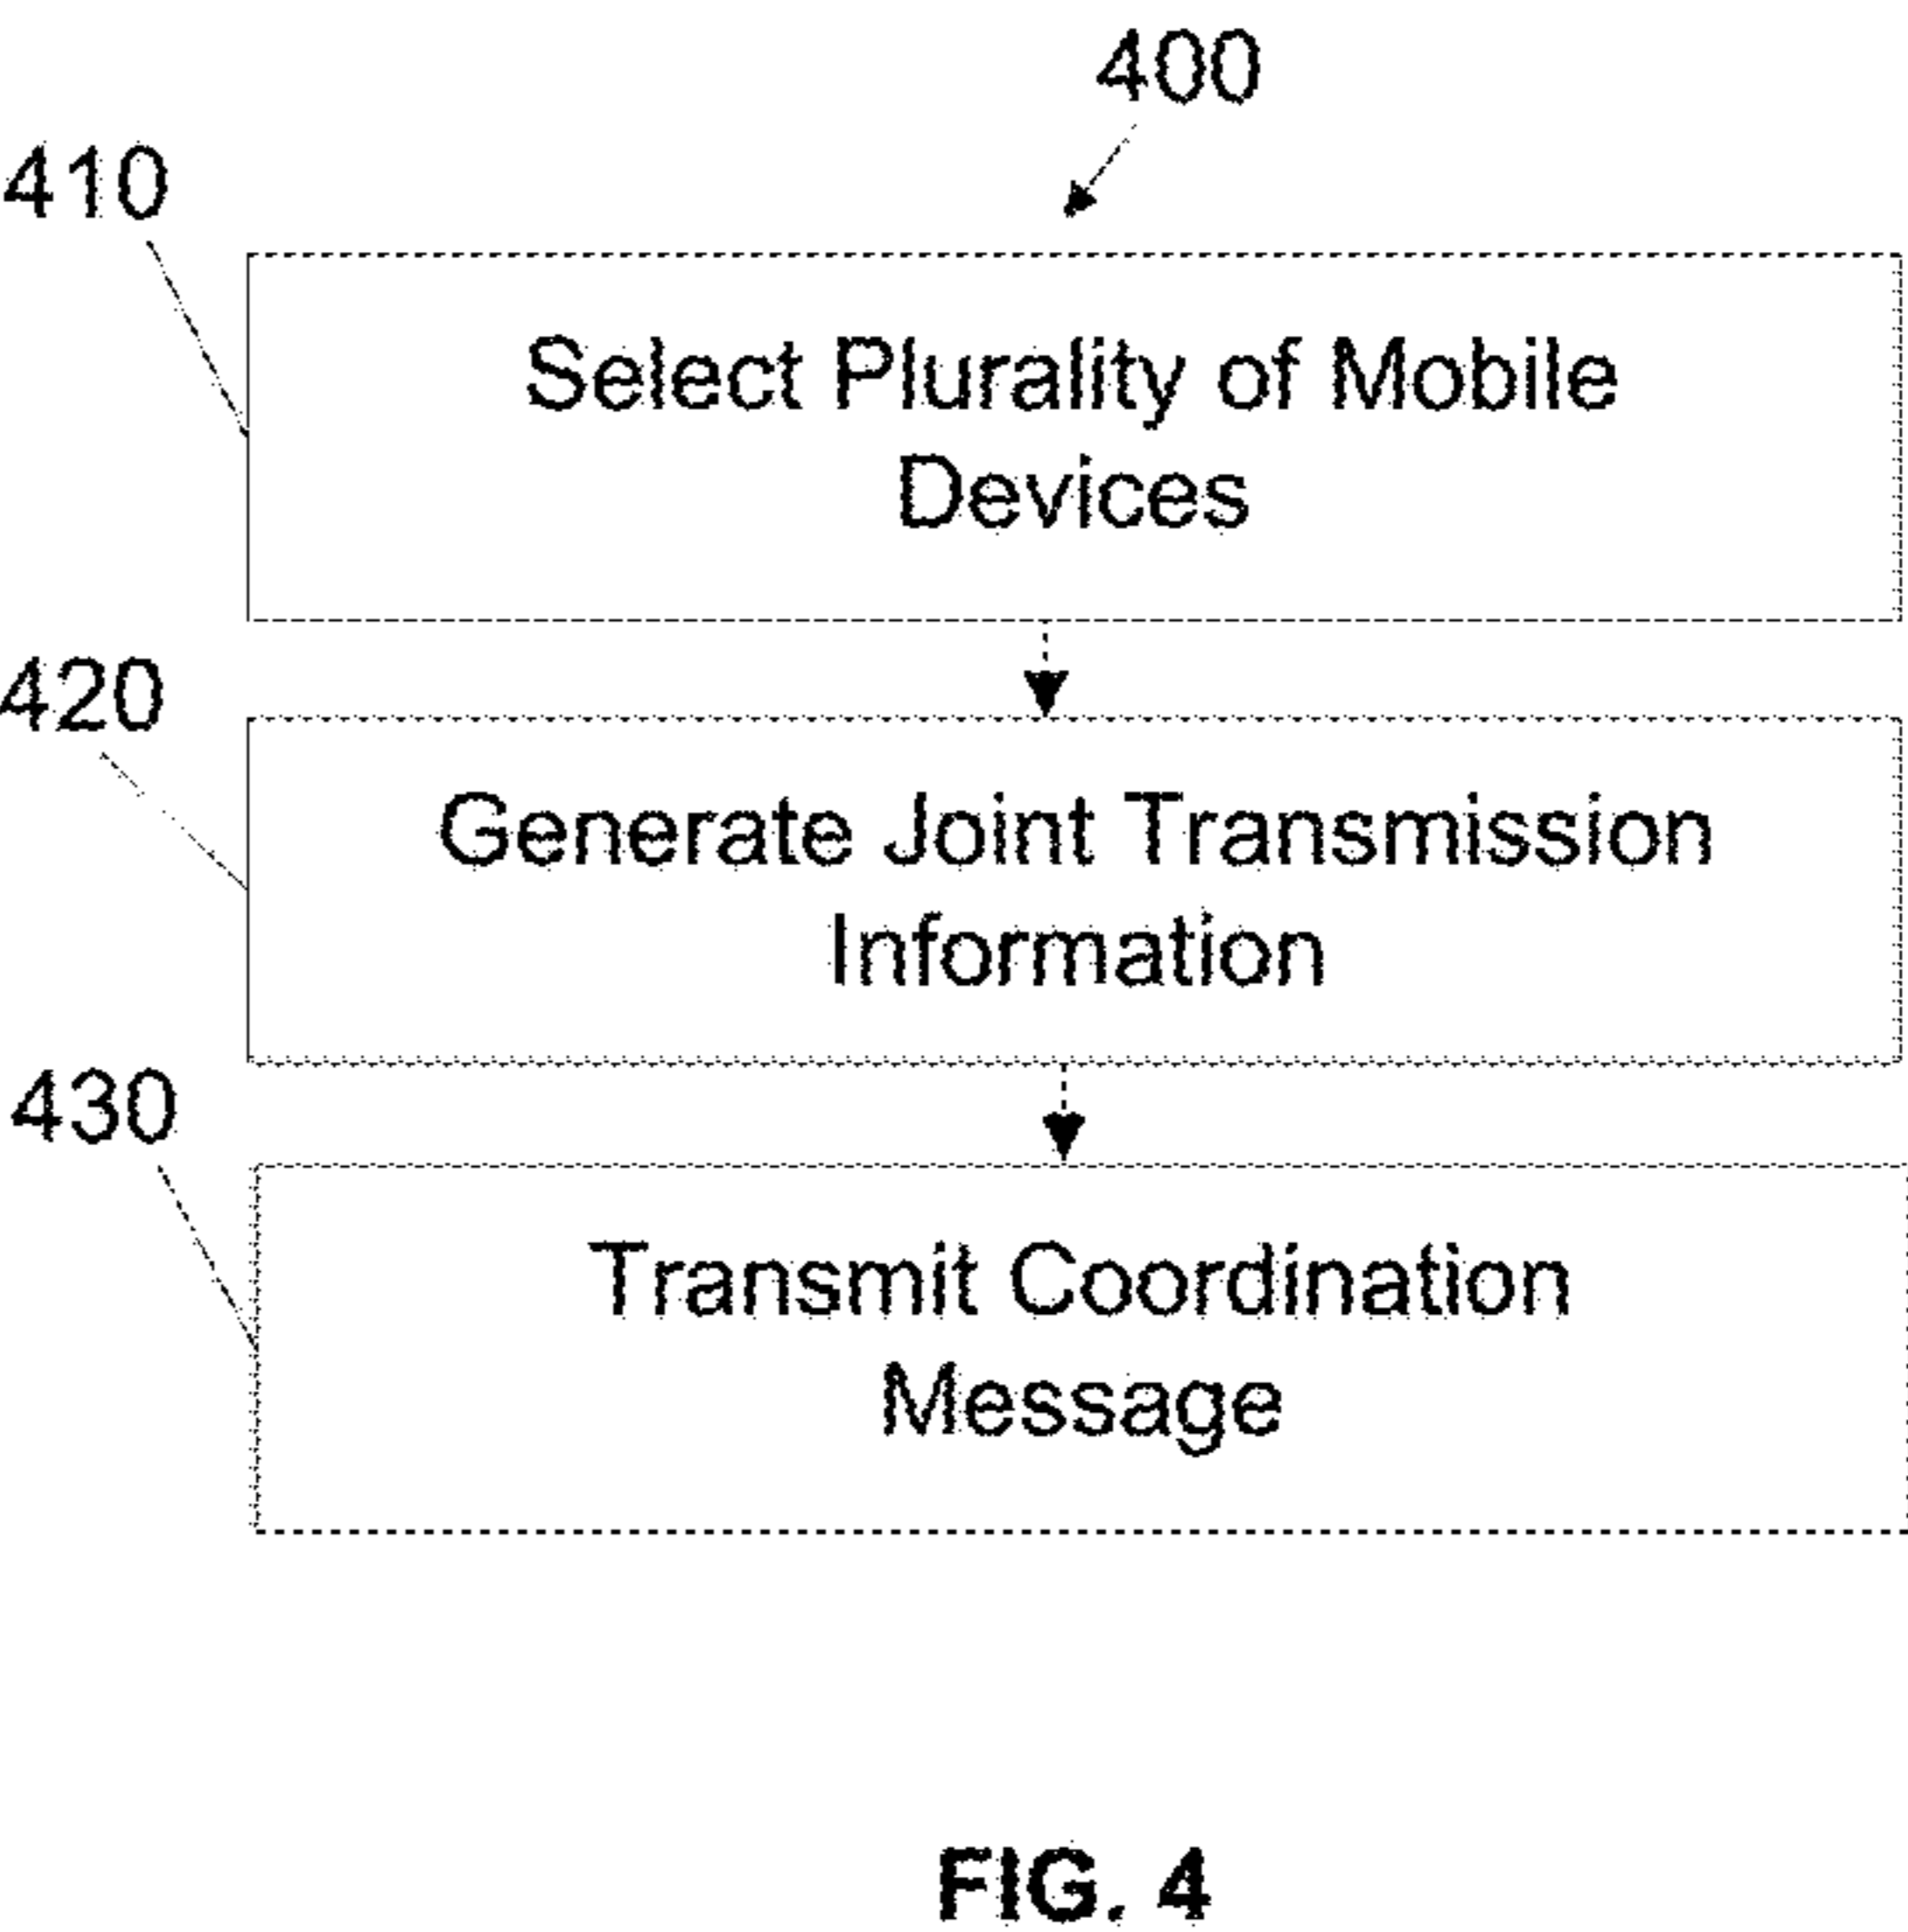 400
410
Select Plurality of Mobile
Devices
420
Generate Joint Transmission
Information
430
Transmit Coordination
Message
FIG. 4